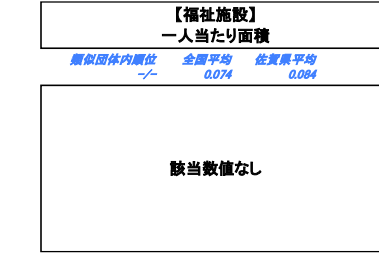 【福祉施設】
一人当たり面積
類似団体内順位 全国平均 佐賀県平均
-/- 0.074 0.084
該当数値なし